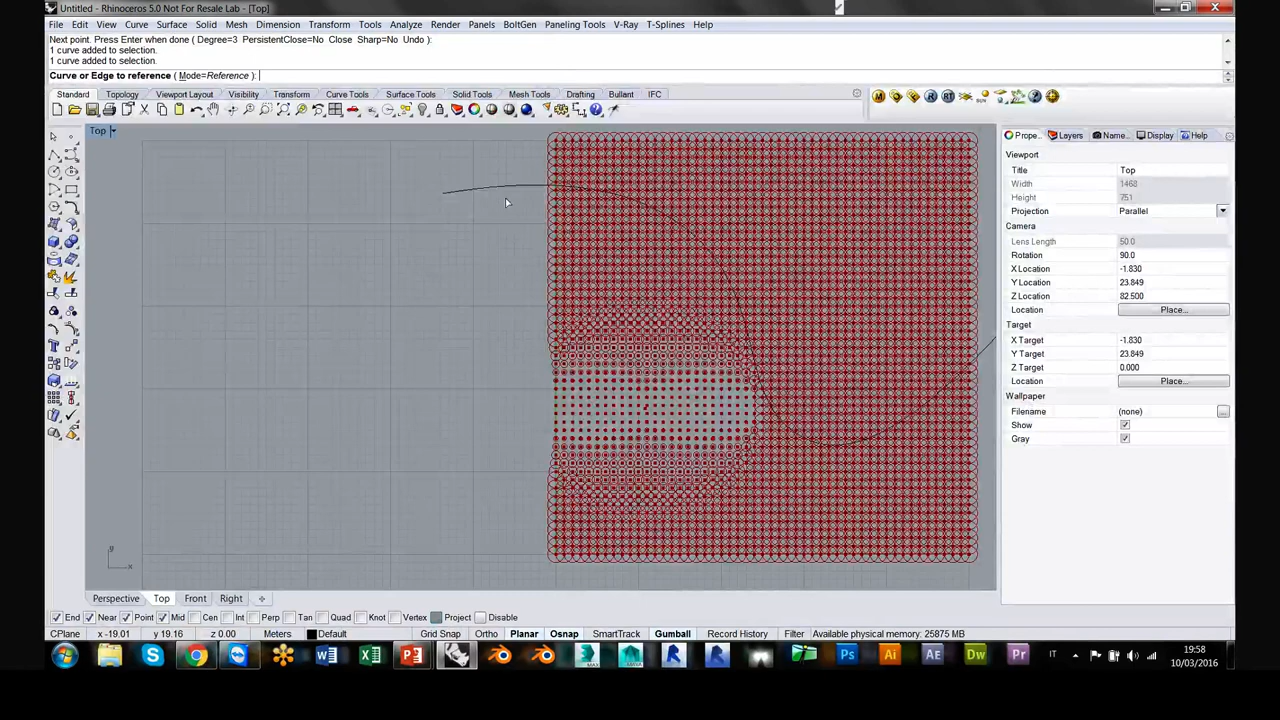 Untitled - Rhinoceros 5.0 Not For Resale Lab - [Top]
File Edit View Curve Surface Solid Mesh Dimension Transform Tools Analyze Render Panels BoltGen Paneling Tools V-Ray T-Splines Help
Next point. Press Enter when done ( Degree=3 PersistentClose=No Close Sharp=No Undo ):
1 curve added to selection.
1 curve added to selection.
Curve or Edge to reference ( Mode=Reference ):
Standard Topology Viewport Layout Visibility Transform Curve Tools Surface Tools Solid Tools Mesh Tools Drafting Bullant IFC
Top
Prope... Layers Name... Display Help
Viewport
Title Top
Width 1468
Height 751
Projection Parallel
Camera
Lens Length 50.0
Rotation 90.0
X Location -1.830
Y Location 23.849
Z Location 82.500
Location Place...
Target
X Target -1.830
Y Target 23.849
Z Target 0.000
Location Place...
Wallpaper
Filename (none) ...
Show
Gray
y
x
Perspective Top Front Right
End Near Point Mid Cen Int Perp Tan Quad Knot Vertex Project Disable
CPlane x -19.01 y 19.16 z 0.00 Meters Default Grid Snap Ortho Planar Osnap SmartTrack Gumball Record History Filter Available physical memory: 25875 MB
IT 19:58
10/03/2016